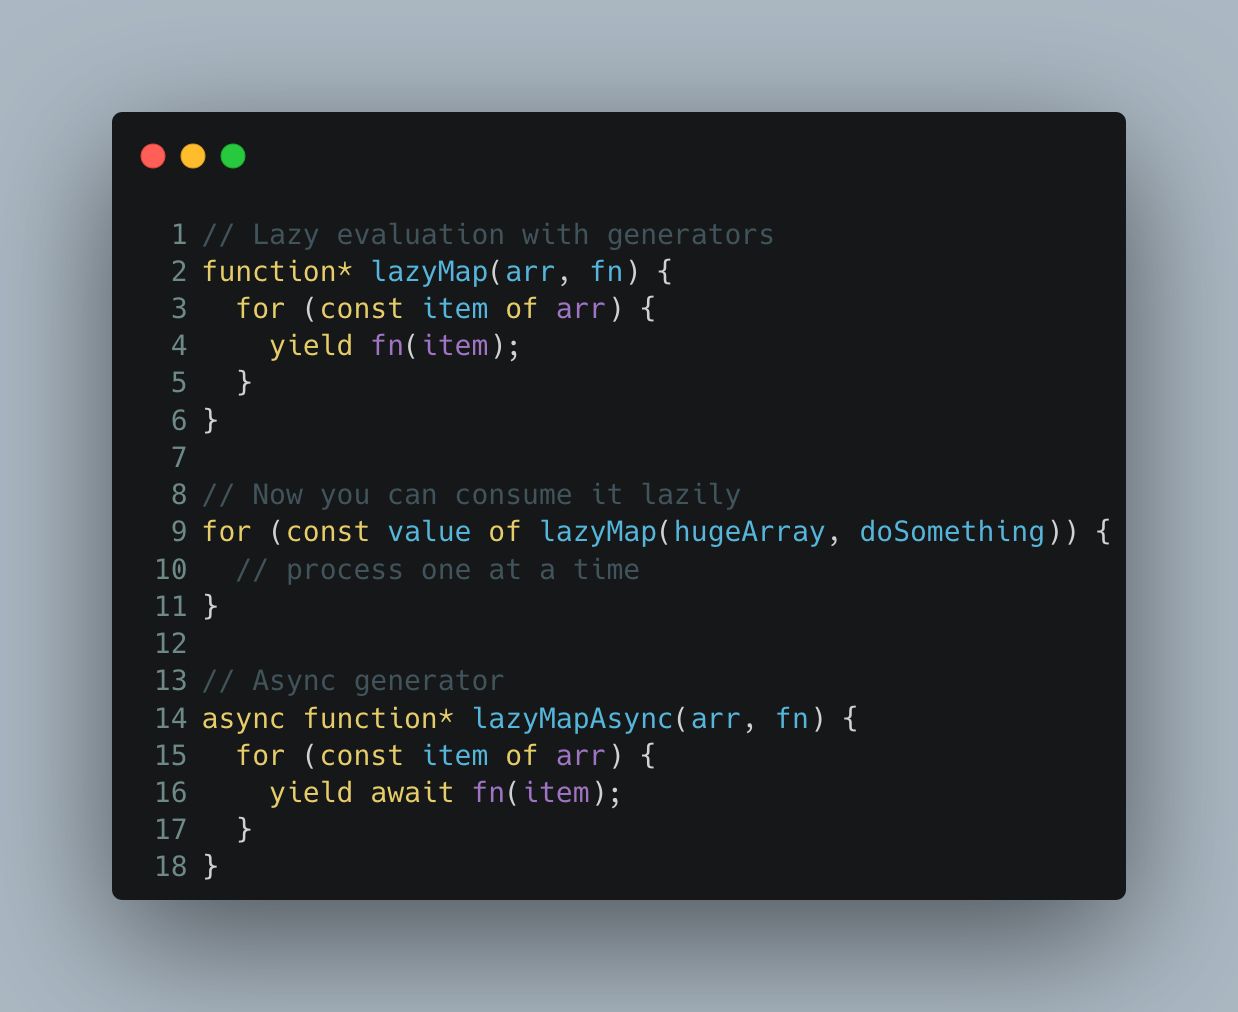 1 // Lazy evaluation with generators
2 function* lazyMap(arr, fn) {
3   for (const item of arr) {
4     yield fn(item);
5   }
6 }
7
8 // Now you can consume it lazily
9 for (const value of lazyMap(hugeArray, doSomething)) {
10   // process one at a time
11 }
12
13 // Async generator
14 async function* lazyMapAsync(arr, fn) {
15   for (const item of arr) {
16     yield await fn(item);
17   }
18 }